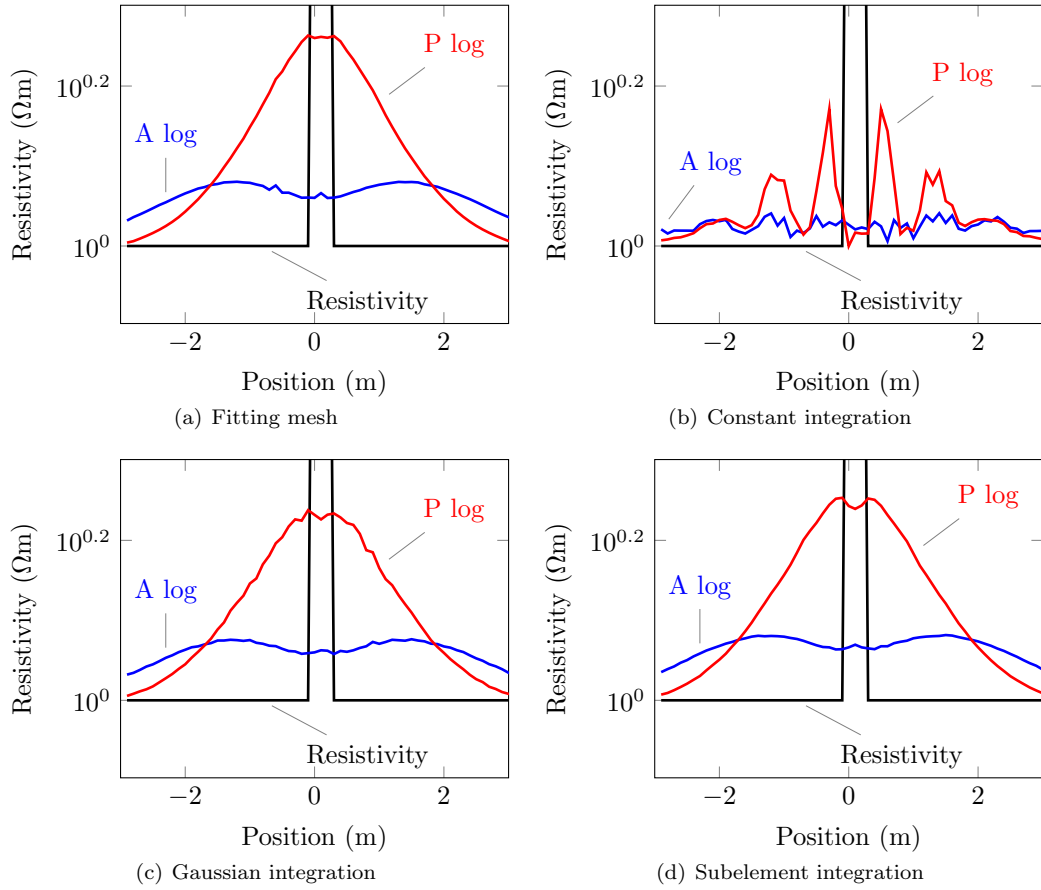 P log
A log
Resistivity
10^0.2
10^0
Resistivity (Ωm)
−2
0
2
Position (m)
(a) Fitting mesh
P log
A log
Resistivity
10^0.2
10^0
Resistivity (Ωm)
−2
0
2
Position (m)
(b) Constant integration
P log
A log
Resistivity
10^0.2
10^0
Resistivity (Ωm)
−2
0
2
Position (m)
(c) Gaussian integration
P log
A log
Resistivity
10^0.2
10^0
Resistivity (Ωm)
−2
0
2
Position (m)
(d) Subelement integration